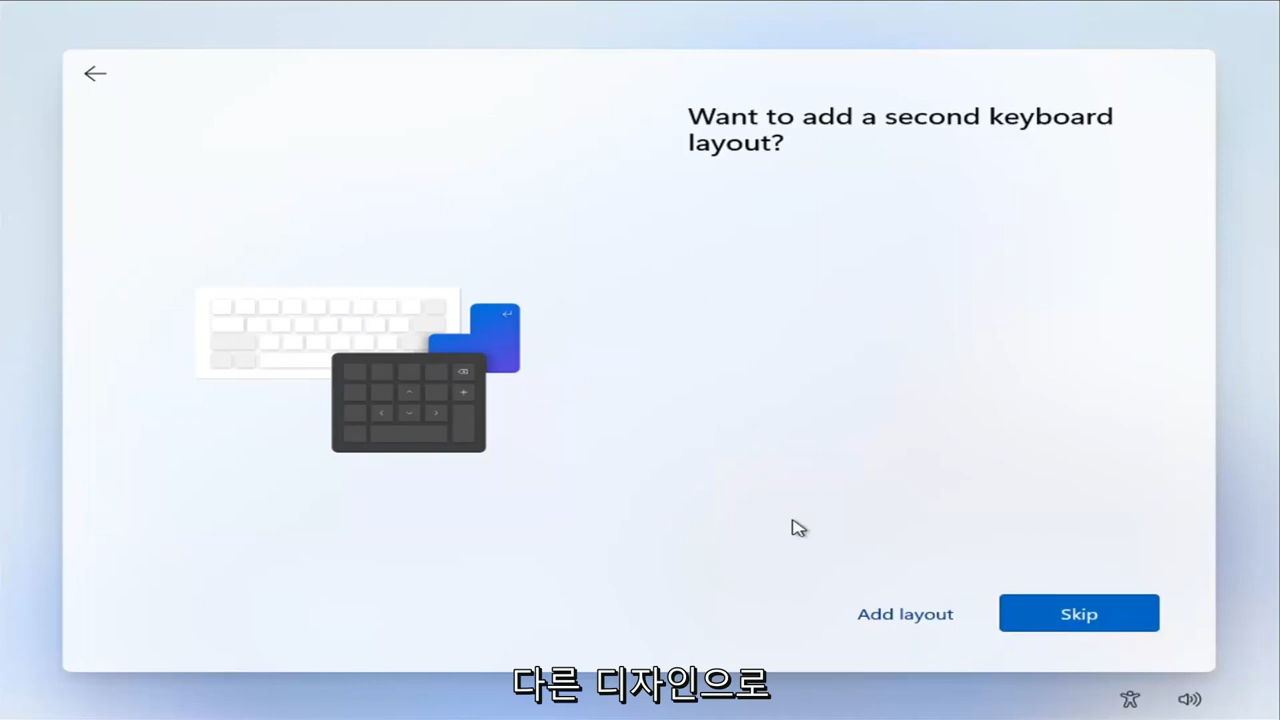 Want to add a second keyboard
layout?
Add layout
Skip
다른 디자인으로